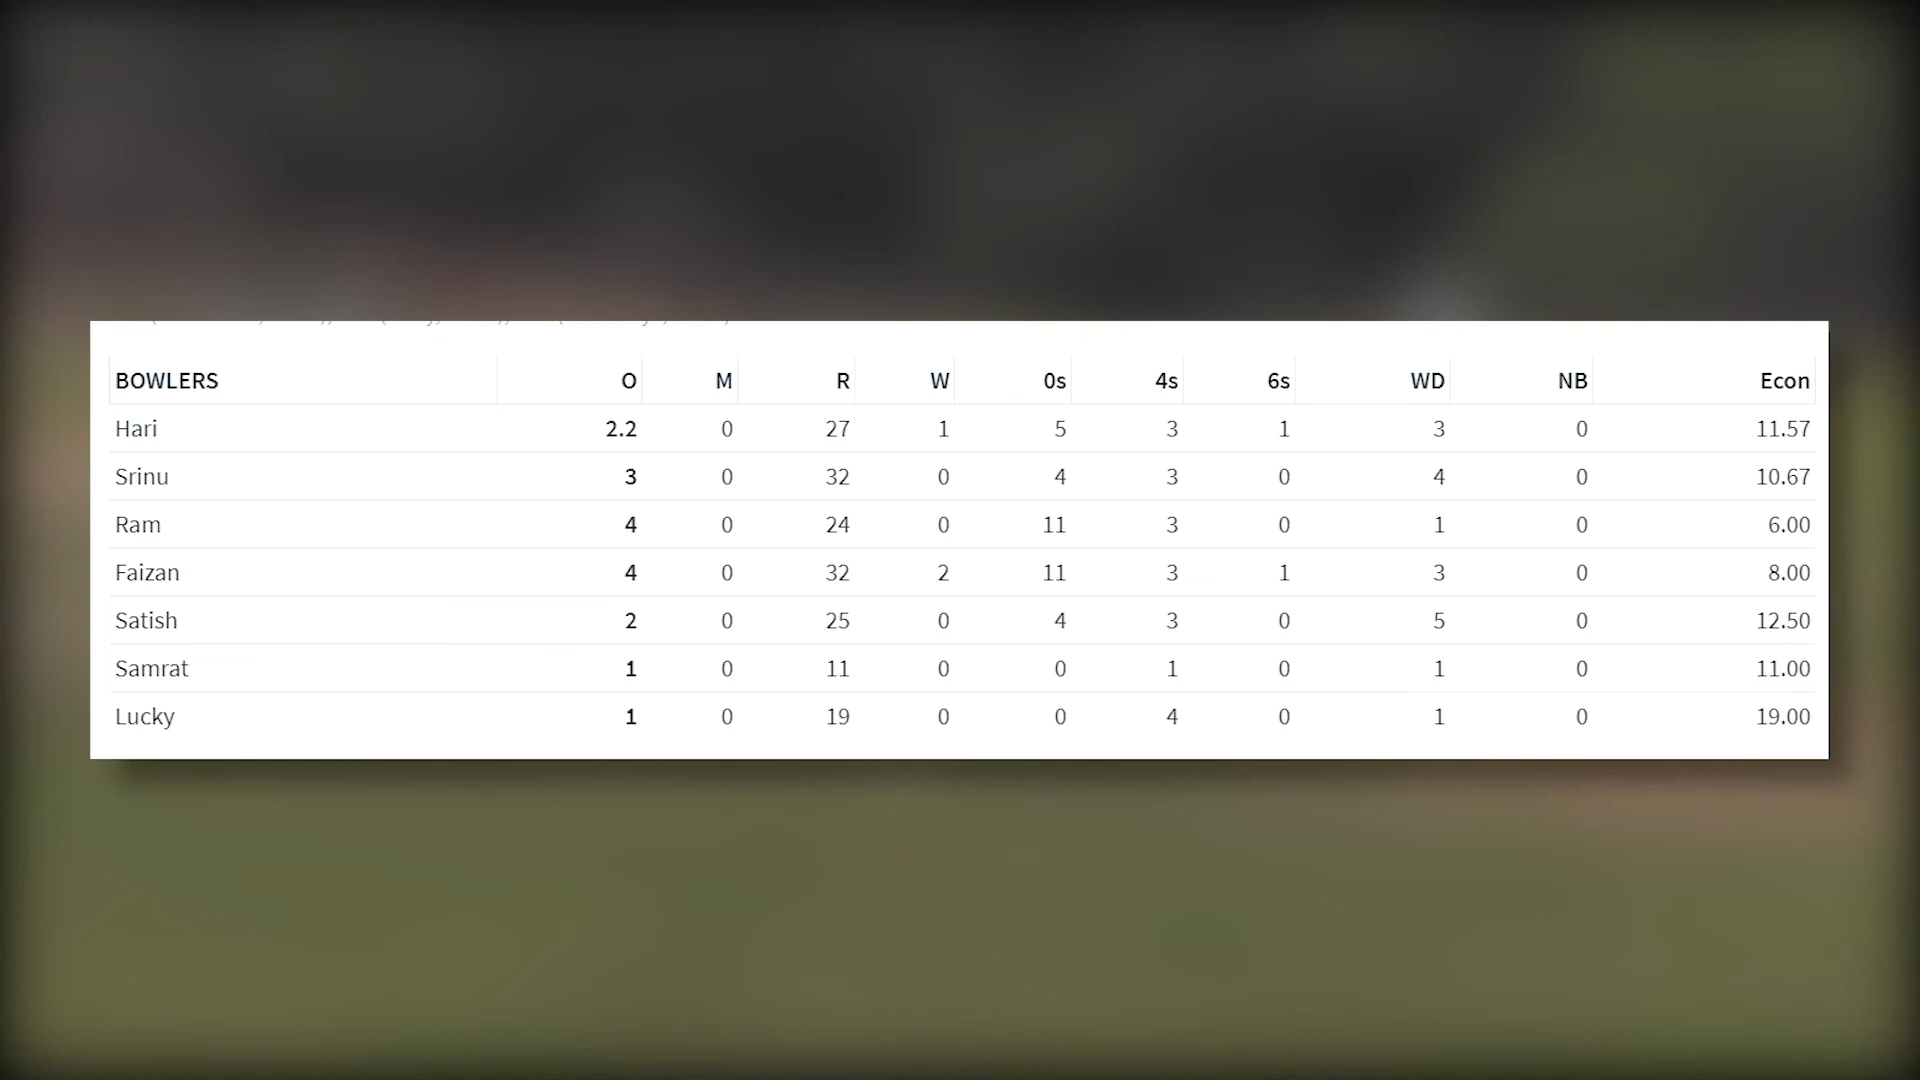 BOWLERS O M R W 0s 4s 6s WD NB Econ
Hari 2.2 0 27 1 5 3 1 3 0 11.57
Srinu 3 0 32 0 4 3 0 4 0 10.67
Ram 4 0 24 0 11 3 0 1 0 6.00
Faizan 4 0 32 2 11 3 1 3 0 8.00
Satish 2 0 25 0 4 3 0 5 0 12.50
Samrat 1 0 11 0 0 1 0 1 0 11.00
Lucky 1 0 19 0 0 4 0 1 0 19.00